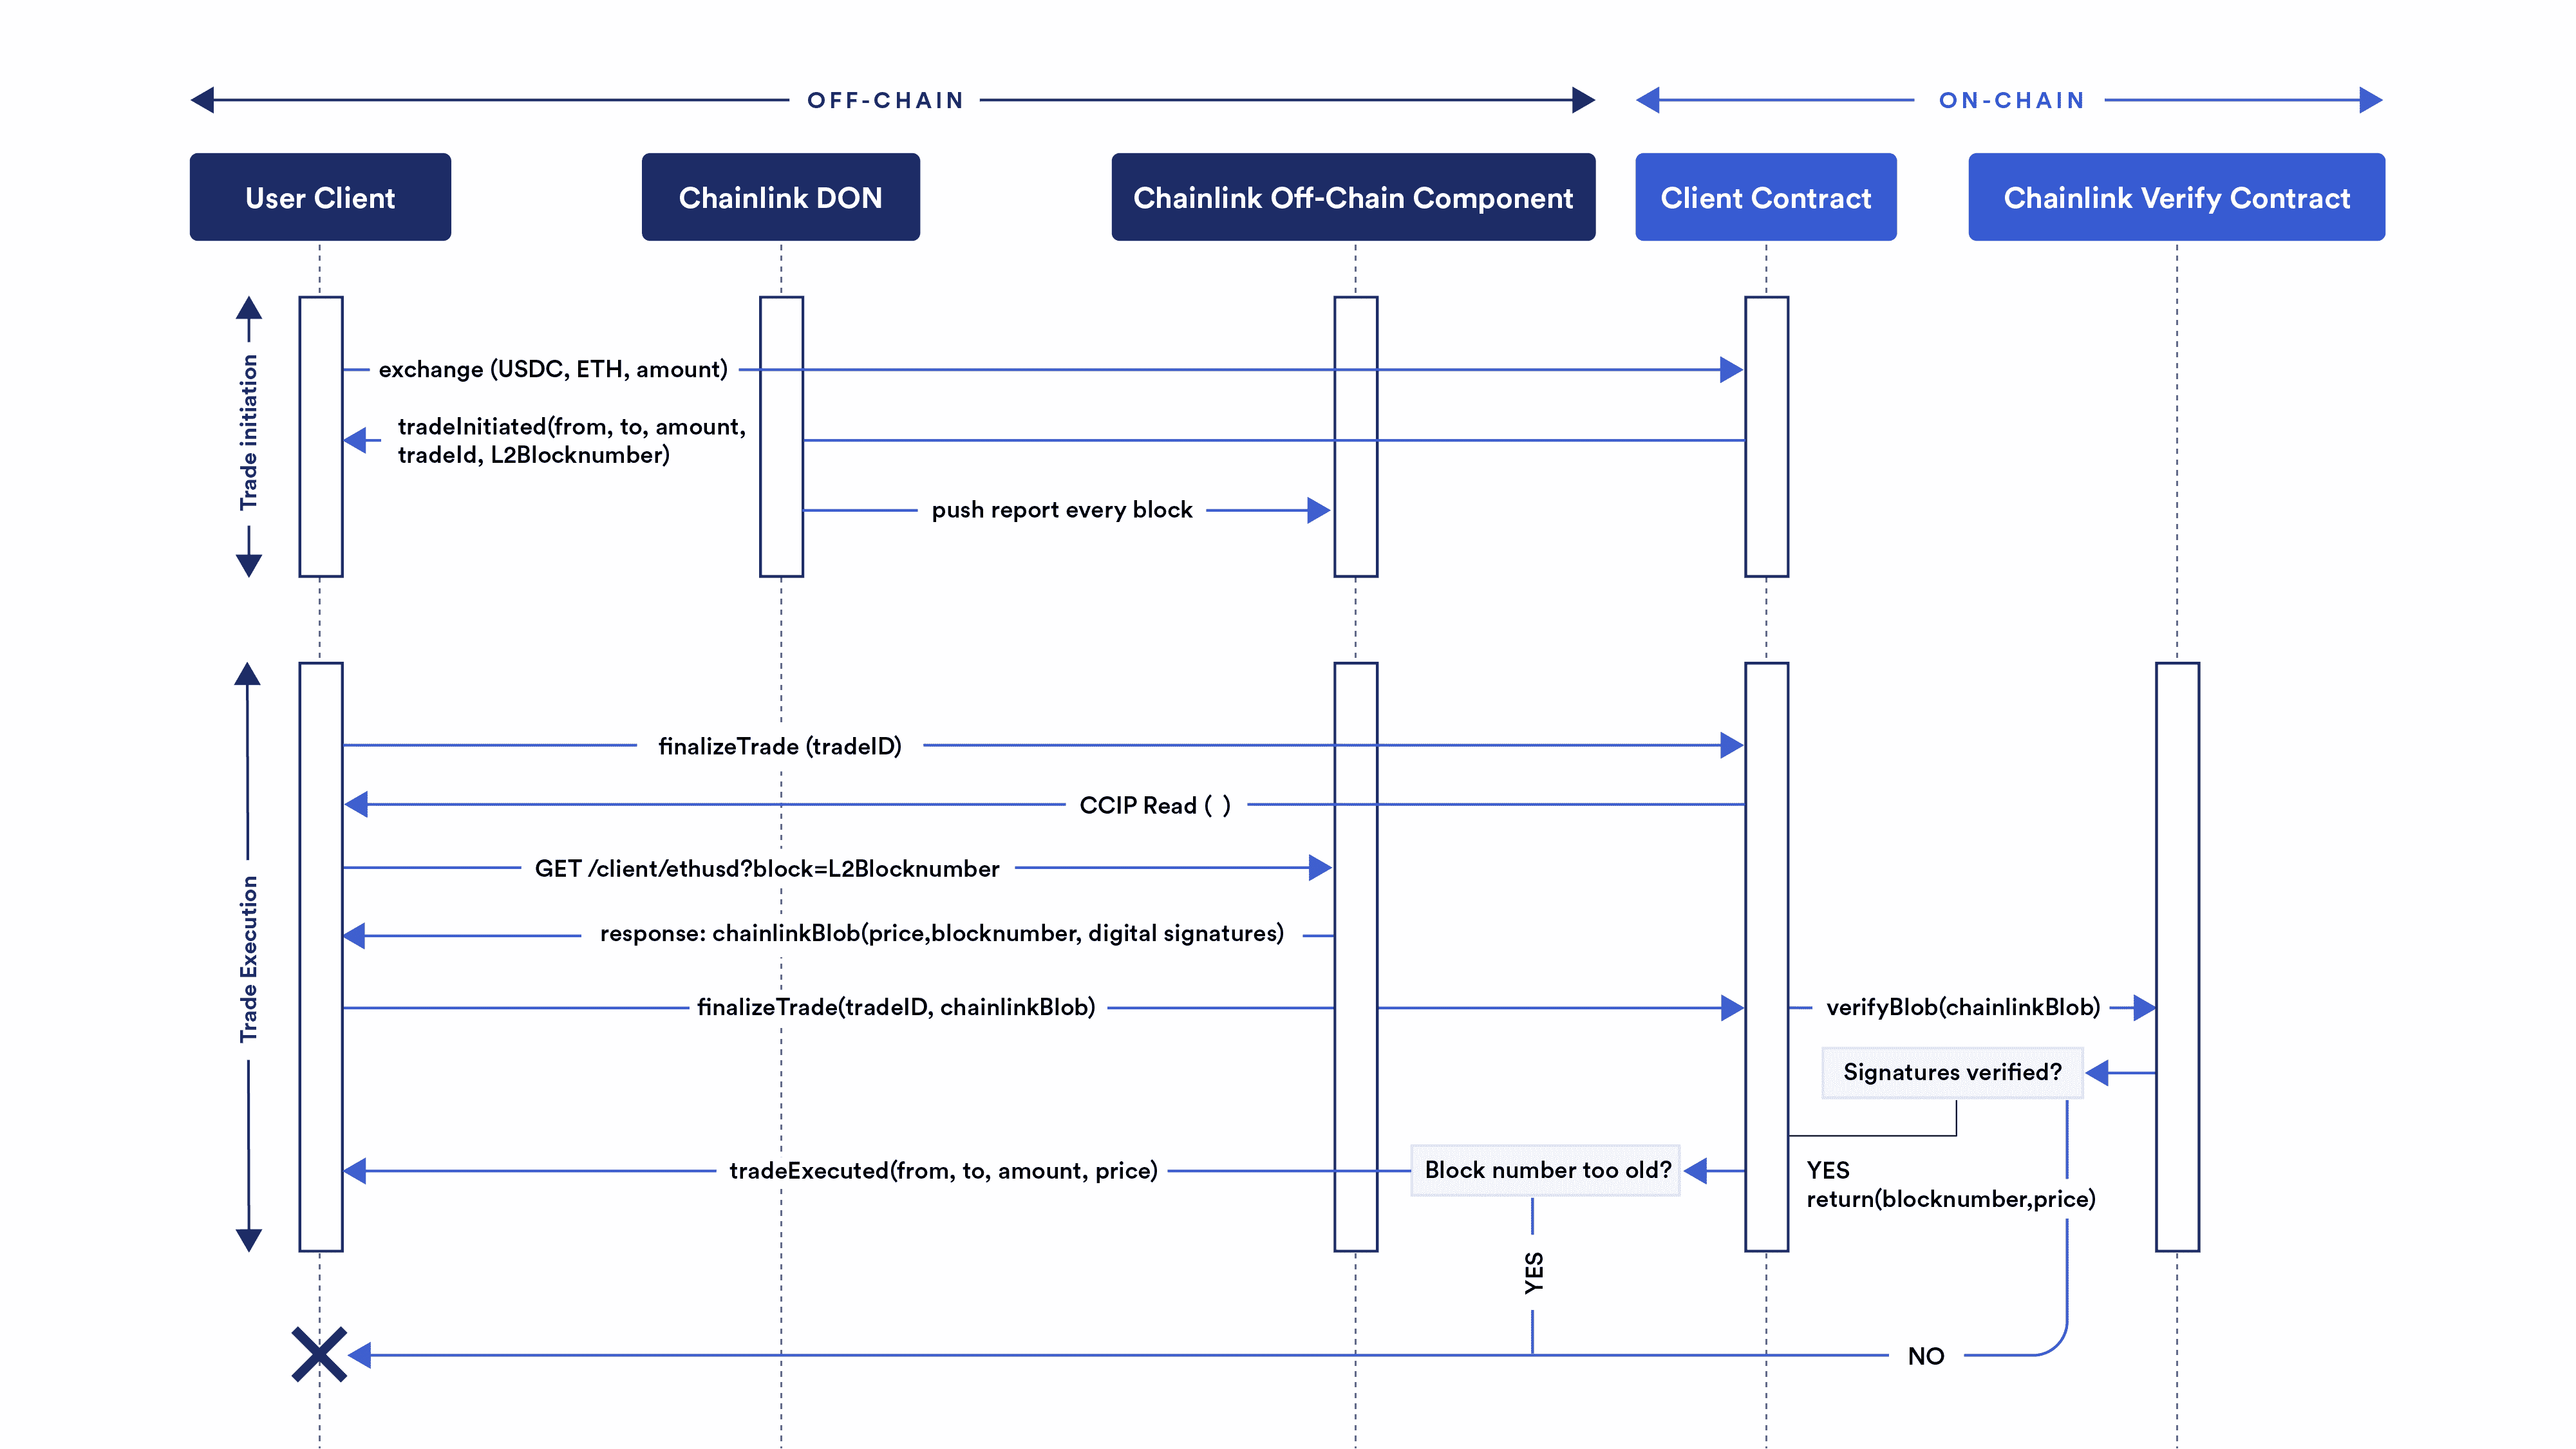 OFF-CHAIN
ON-CHAIN
User Client
Chainlink DON
Chainlink Off-Chain Component
Client Contract
Chainlink Verify Contract
Trade initiation
exchange (USDC, ETH, amount)
tradeInitiated(from, to, amount,
tradeId, L2Blocknumber)
push report every block
Trade Execution
finalizeTrade (tradeID)
CCIP Read ( )
GET /client/ethusd?block=L2Blocknumber
response: chainlinkBlob(price,blocknumber, digital signatures)
finalizeTrade(tradeID, chainlinkBlob)
verifyBlob(chainlinkBlob)
Signatures verified?
tradeExecuted(from, to, amount, price)
Block number too old?
YES
return(blocknumber,price)
YES
NO